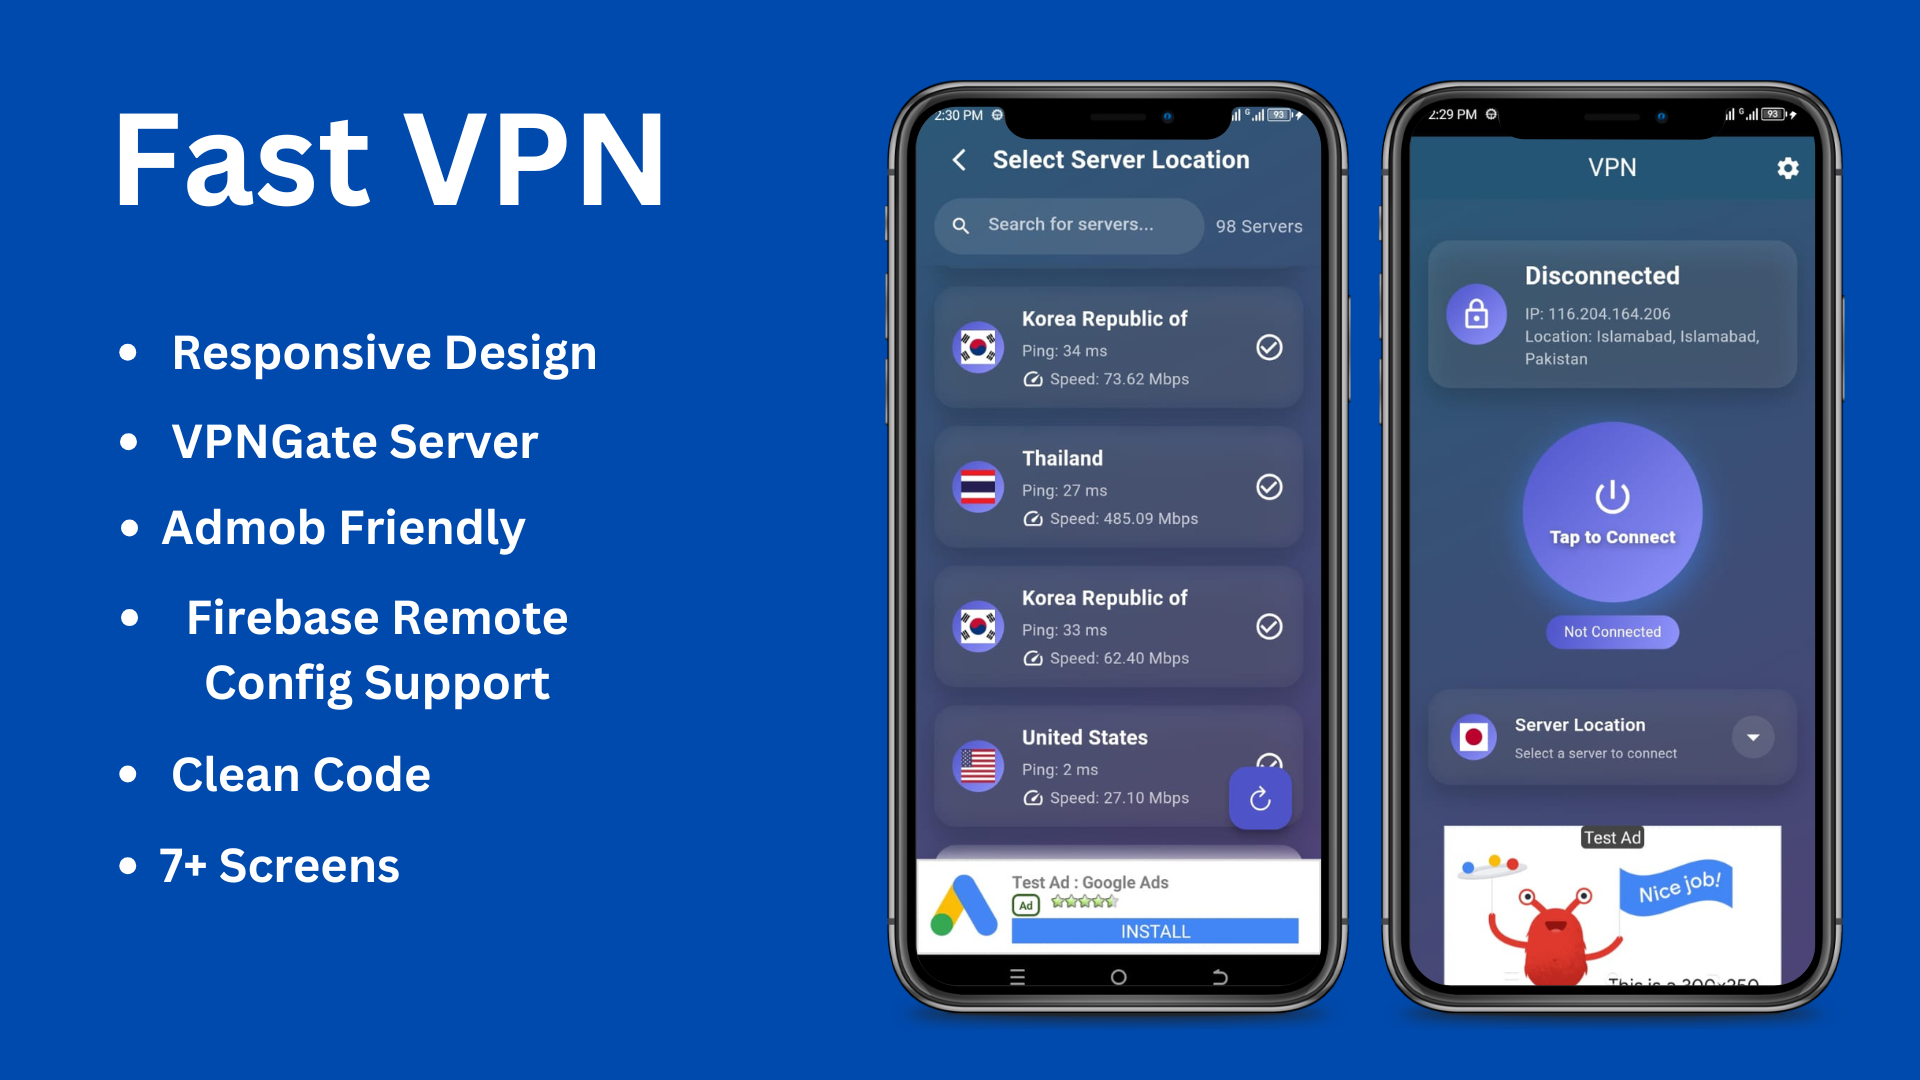 Fast VPN
Responsive Design
VPNGate Server
Admob Friendly
Firebase Remote
Config Support
Clean Code
7+ Screens
2:30 PM
G
93
Select Server Location
Search for servers...
98 Servers
Korea Republic of
Ping: 34 ms
Speed: 73.62 Mbps
Thailand
Ping: 27 ms
Speed: 485.09 Mbps
Korea Republic of
Ping: 33 ms
Speed: 62.40 Mbps
United States
Ping: 2 ms
Speed: 27.10 Mbps
Test Ad : Google Ads
Ad
INSTALL
2:29 PM
G
93
VPN
Disconnected
IP: 116.204.164.206
Location: Islamabad, Islamabad,
Pakistan
Tap to Connect
Not Connected
Server Location
Select a server to connect
Test Ad
Nice job!
This is a 300x250